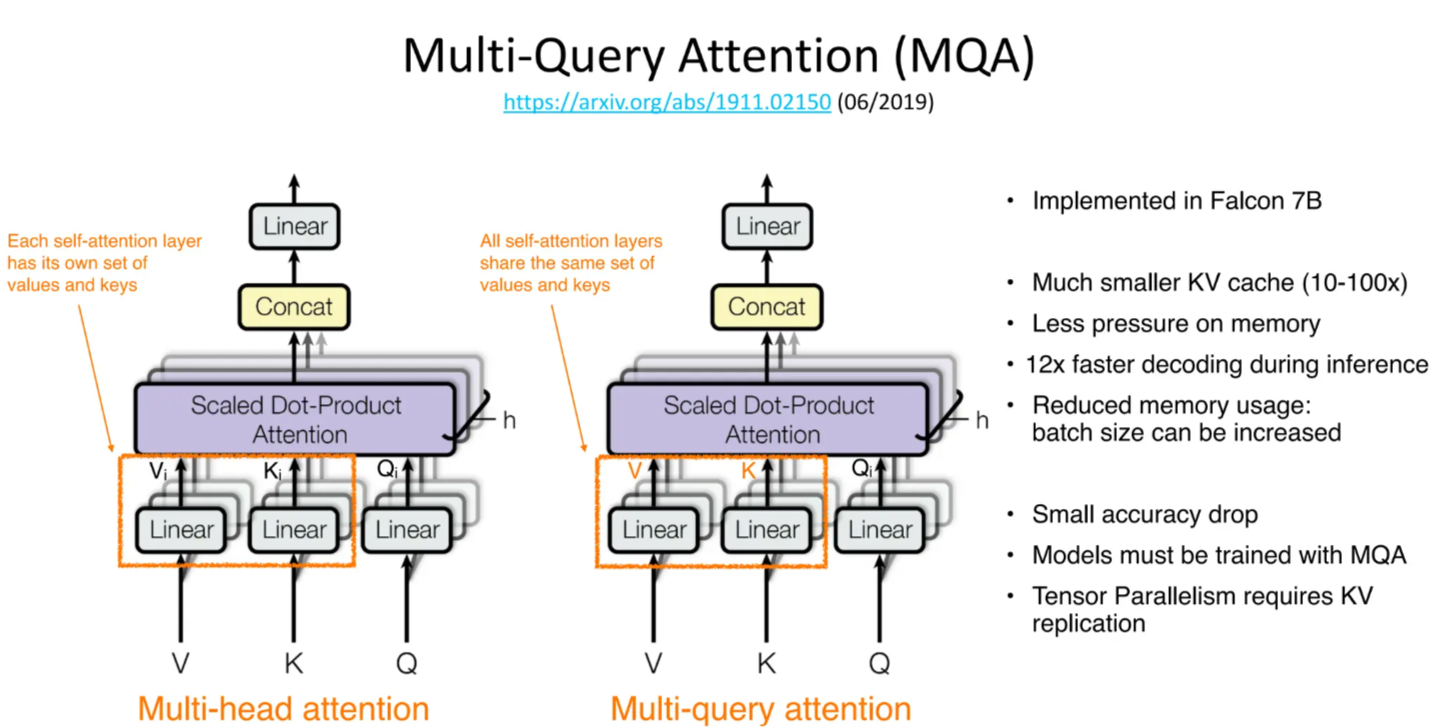 Multi-Query Attention (MQA)
https://arxiv.org/abs/1911.02150 (06/2019)
Each self-attention layer
has its own set of
values and keys
Linear
Concat
Scaled Dot-Product
Attention
h
Vi
Ki
Qi
Linear
Linear
Linear
V
K
Q
Multi-head attention
All self-attention layers
share the same set of
values and keys
Linear
Concat
Scaled Dot-Product
Attention
h
V
K
Qi
Linear
Linear
Linear
V
K
Q
Multi-query attention
• Implemented in Falcon 7B
• Much smaller KV cache (10-100x)
• Less pressure on memory
• 12x faster decoding during inference
• Reduced memory usage:
batch size can be increased
• Small accuracy drop
• Models must be trained with MQA
• Tensor Parallelism requires KV
replication